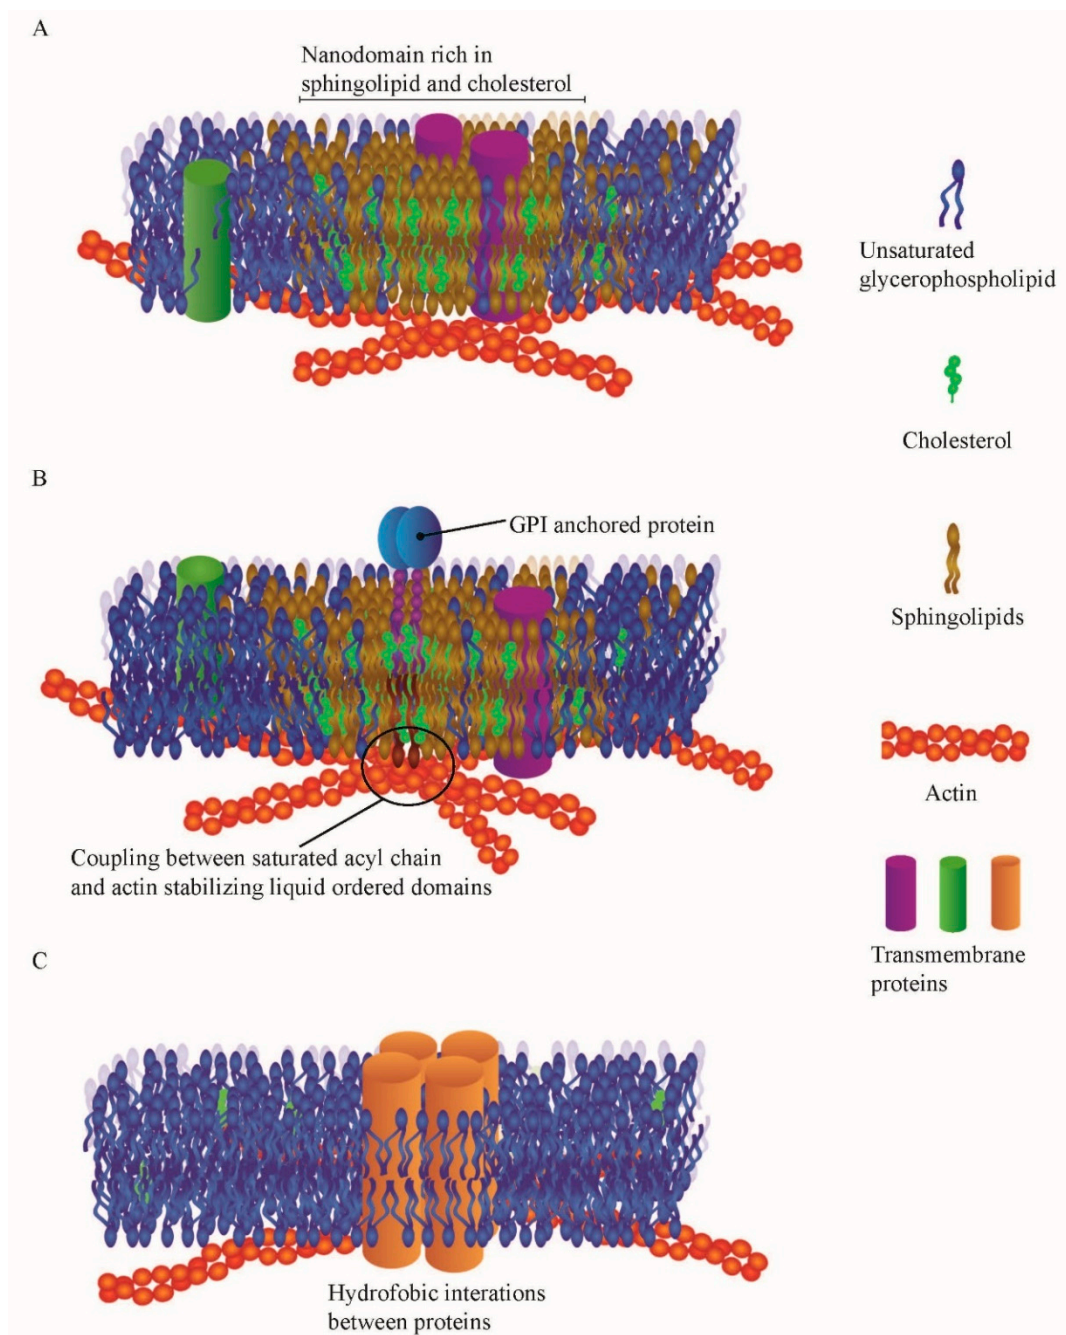 A
Nanodomain rich in
sphingolipid and cholesterol
Unsaturated
glycerophospholipid
Cholesterol
B
GPI anchored protein
Sphingolipids
Actin
Coupling between saturated acyl chain
and actin stabilizing liquid ordered domains
Transmembrane
proteins
C
Hydrofobic interations
between proteins